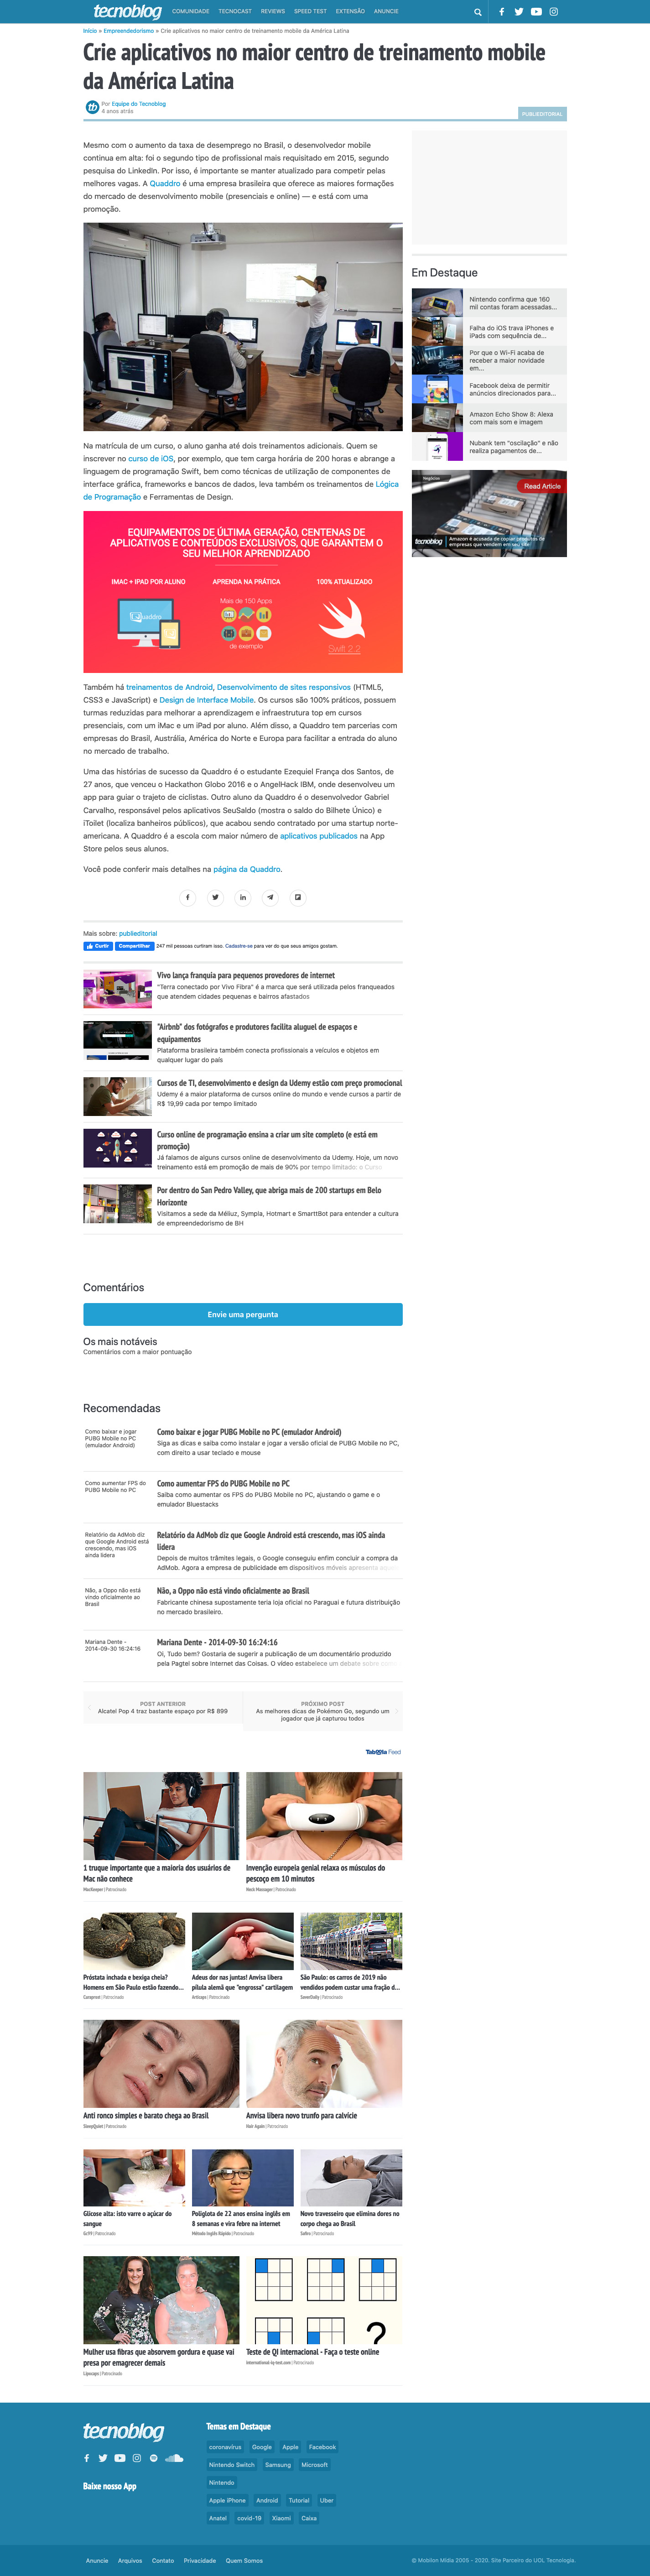 tecnoblog
COMUNIDADE TECNOCAST REVIEWS SPEED TEST EXTENSÃO ANUNCIE
Início » Empreendedorismo » Crie aplicativos no maior centro de treinamento mobile da América Latina
Crie aplicativos no maior centro de treinamento mobile
da América Latina
Por Equipe do Tecnoblog
4 anos atrás
PUBLIEDITORIAL
Mesmo com o aumento da taxa de desemprego no Brasil, o desenvolvedor mobile
continua em alta: foi o segundo tipo de profissional mais requisitado em 2015, segundo
pesquisa do LinkedIn. Por isso, é importante se manter atualizado para competir pelas
melhores vagas. A Quaddro é uma empresa brasileira que oferece as maiores formações
do mercado de desenvolvimento mobile (presenciais e online) — e está com uma
promoção.
Na matrícula de um curso, o aluno ganha até dois treinamentos adicionais. Quem se
inscrever no curso de iOS, por exemplo, que tem carga horária de 200 horas e abrange a
linguagem de programação Swift, bem como técnicas de utilização de componentes de
interface gráfica, frameworks e bancos de dados, leva também os treinamentos de Lógica
de Programação e Ferramentas de Design.
EQUIPAMENTOS DE ÚLTIMA GERAÇÃO, CENTENAS DE
APLICATIVOS E CONTEÚDOS EXCLUSIVOS, QUE GARANTEM O
SEU MELHOR APRENDIZADO
IMAC + IPAD POR ALUNO
APRENDA NA PRÁTICA
100% ATUALIZADO
Mais de 150 Apps
quaddro
de exemplo
Swift 2.2
Também há treinamentos de Android, Desenvolvimento de sites responsivos (HTML5,
CSS3 e JavaScript) e Design de Interface Mobile. Os cursos são 100% práticos, possuem
turmas reduzidas para melhorar a aprendizagem e infraestrutura top em cursos
presenciais, com um iMac e um iPad por aluno. Além disso, a Quaddro tem parcerias com
empresas do Brasil, Austrália, América do Norte e Europa para facilitar a entrada do aluno
no mercado de trabalho.
Uma das histórias de sucesso da Quaddro é o estudante Ezequiel França dos Santos, de
27 anos, que venceu o Hackathon Globo 2016 e o AngelHack IBM, onde desenvolveu um
app para guiar o trajeto de ciclistas. Outro aluno da Quaddro é o desenvolvedor Gabriel
Carvalho, responsável pelos aplicativos SeuSaldo (mostra o saldo do Bilhete Único) e
iToilet (localiza banheiros públicos), que acabou sendo contratado por uma startup norte-
americana. A Quaddro é a escola com maior número de aplicativos publicados na App
Store pelos seus alunos.
Você pode conferir mais detalhes na página da Quaddro.
Mais sobre: publieditorial
Curtir Compartilhar 247 mil pessoas curtiram isso. Cadastre-se para ver do que seus amigos gostam.
Vivo lança franquia para pequenos provedores de internet
"Terra conectado por Vivo Fibra" é a marca que será utilizada pelos franqueados
que atendem cidades pequenas e bairros afastados
"Airbnb" dos fotógrafos e produtores facilita aluguel de espaços e
equipamentos
Plataforma brasileira também conecta profissionais a veículos e objetos em
qualquer lugar do país
Cursos de TI, desenvolvimento e design da Udemy estão com preço promocional
Udemy é a maior plataforma de cursos online do mundo e vende cursos a partir de
R$ 19,99 cada por tempo limitado
Curso online de programação ensina a criar um site completo (e está em
promoção)
Já falamos de alguns cursos online de desenvolvimento da Udemy. Hoje, um novo
treinamento está em promoção de mais de 90% por tempo limitado: o Curso
Por dentro do San Pedro Valley, que abriga mais de 200 startups em Belo
Horizonte
Visitamos a sede da Méliuz, Sympla, Hotmart e SmarttBot para entender a cultura
de empreendedorismo de BH
Comentários
Envie uma pergunta
Os mais notáveis
Comentários com a maior pontuação
Recomendadas
Como baixar e jogar
PUBG Mobile no PC
(emulador Android)
Como baixar e jogar PUBG Mobile no PC (emulador Android)
Siga as dicas e saiba como instalar e jogar a versão oficial de PUBG Mobile no PC,
com direito a usar teclado e mouse
Como aumentar FPS do
PUBG Mobile no PC
Como aumentar FPS do PUBG Mobile no PC
Saiba como aumentar os FPS do PUBG Mobile no PC, ajustando o game e o
emulador Bluestacks
Relatório da AdMob diz
que Google Android está
crescendo, mas iOS
ainda lidera
Relatório da AdMob diz que Google Android está crescendo, mas iOS ainda
lidera
Depois de muitos trâmites legais, o Google conseguiu enfim concluir a compra da
AdMob. Agora a empresa de publicidade em dispositivos móveis apresenta
Não, a Oppo não está
vindo oficialmente ao
Brasil
Não, a Oppo não está vindo oficialmente ao Brasil
Fabricante chinesa supostamente teria loja oficial no Paraguai e futura distribuição
no mercado brasileiro.
Mariana Dente -
2014-09-30 16:24:16
Mariana Dente - 2014-09-30 16:24:16
Oi, Tudo bem? Gostaria de sugerir a publicação de um documentário produzido
pela Pagtel sobre Internet das Coisas. O vídeo estabelece um debate sobre
POST ANTERIOR
Alcatel Pop 4 traz bastante espaço por R$ 899
PRÓXIMO POST
As melhores dicas de Pokémon Go, segundo um
jogador que já capturou todos
Taboola Feed
1 truque importante que a maioria dos usuários de
Mac não conhece
MacKeeper | Patrocinado
Invenção europeia genial relaxa os músculos do
pescoço em 10 minutos
Neck Massager | Patrocinado
Próstata inchada e bexiga cheia?
Homens em São Paulo estão fazendo...
Patrocinado
Adeus dor nas juntas! Anvisa libera
pílula alemã que "engrossa" cartilagem
Articaps | Patrocinado
São Paulo: os carros de 2019 não
vendidos podem custar uma fração d...
SweetDaily | Patrocinado
Anti ronco simples e barato chega ao Brasil
SleepQuiet | Patrocinado
Anvisa libera novo trunfo para calvície
Hair Again | Patrocinado
Glicose alta: isto varre o açúcar do
sangue
Patrocinado
Poliglota de 22 anos ensina inglês em
8 semanas e vira febre na internet
Método Inglês Rápido | Patrocinado
Novo travesseiro que elimina dores no
corpo chega ao Brasil
Patrocinado
Mulher usa fibras que absorvem gordura e quase vai
presa por emagrecer demais
Lipocaps | Patrocinado
?
Teste de QI internacional - Faça o teste online
international-iq-test.com | Patrocinado
Em Destaque
Nintendo confirma que 160
mil contas foram acessadas...
Falha do iOS trava iPhones e
iPads com sequência de...
Por que o Wi-Fi acaba de
receber a maior novidade
em...
Facebook deixa de permitir
anúncios direcionados para...
Amazon Echo Show 8: Alexa
com mais som e imagem
Nubank tem "oscilação" e não
realiza pagamentos de...
Negócios
Read Article
tecnoblog
Amazon é acusada de copiar produtos de
empresas que vendem em seu site
tecnoblog
Baixe nosso App
Temas em Destaque
coronavírus Google Apple Facebook
Nintendo Switch Samsung Microsoft
Nintendo
Apple iPhone Android Tutorial Uber
Anatel covid-19 Xiaomi Caixa
Anuncie Arquivos Contato Privacidade Quem Somos
© Mobilon Mídia 2005 – 2020. Site Parceiro do UOL Tecnologia.